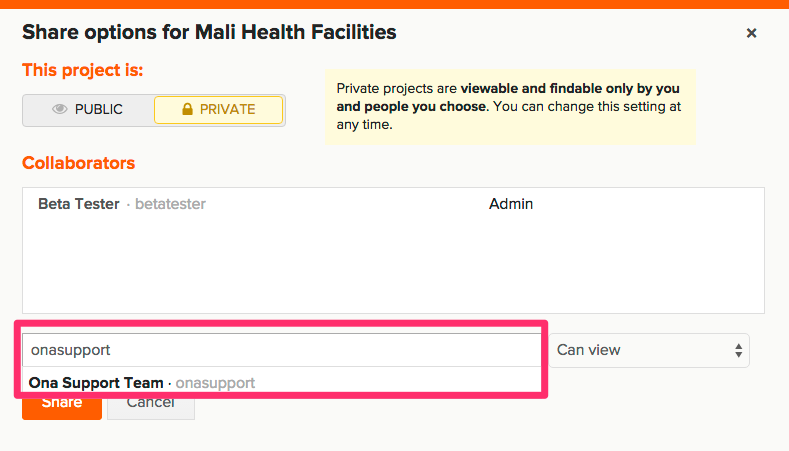 Share options for Mali Health Facilities ×
This project is:
PUBLIC PRIVATE
Private projects are viewable and findable only by you
and people you choose. You can change this setting at
any time.
Collaborators
Beta Tester · betatester Admin
onasupport Can view
Ona Support Team · onasupport
Share Cancel